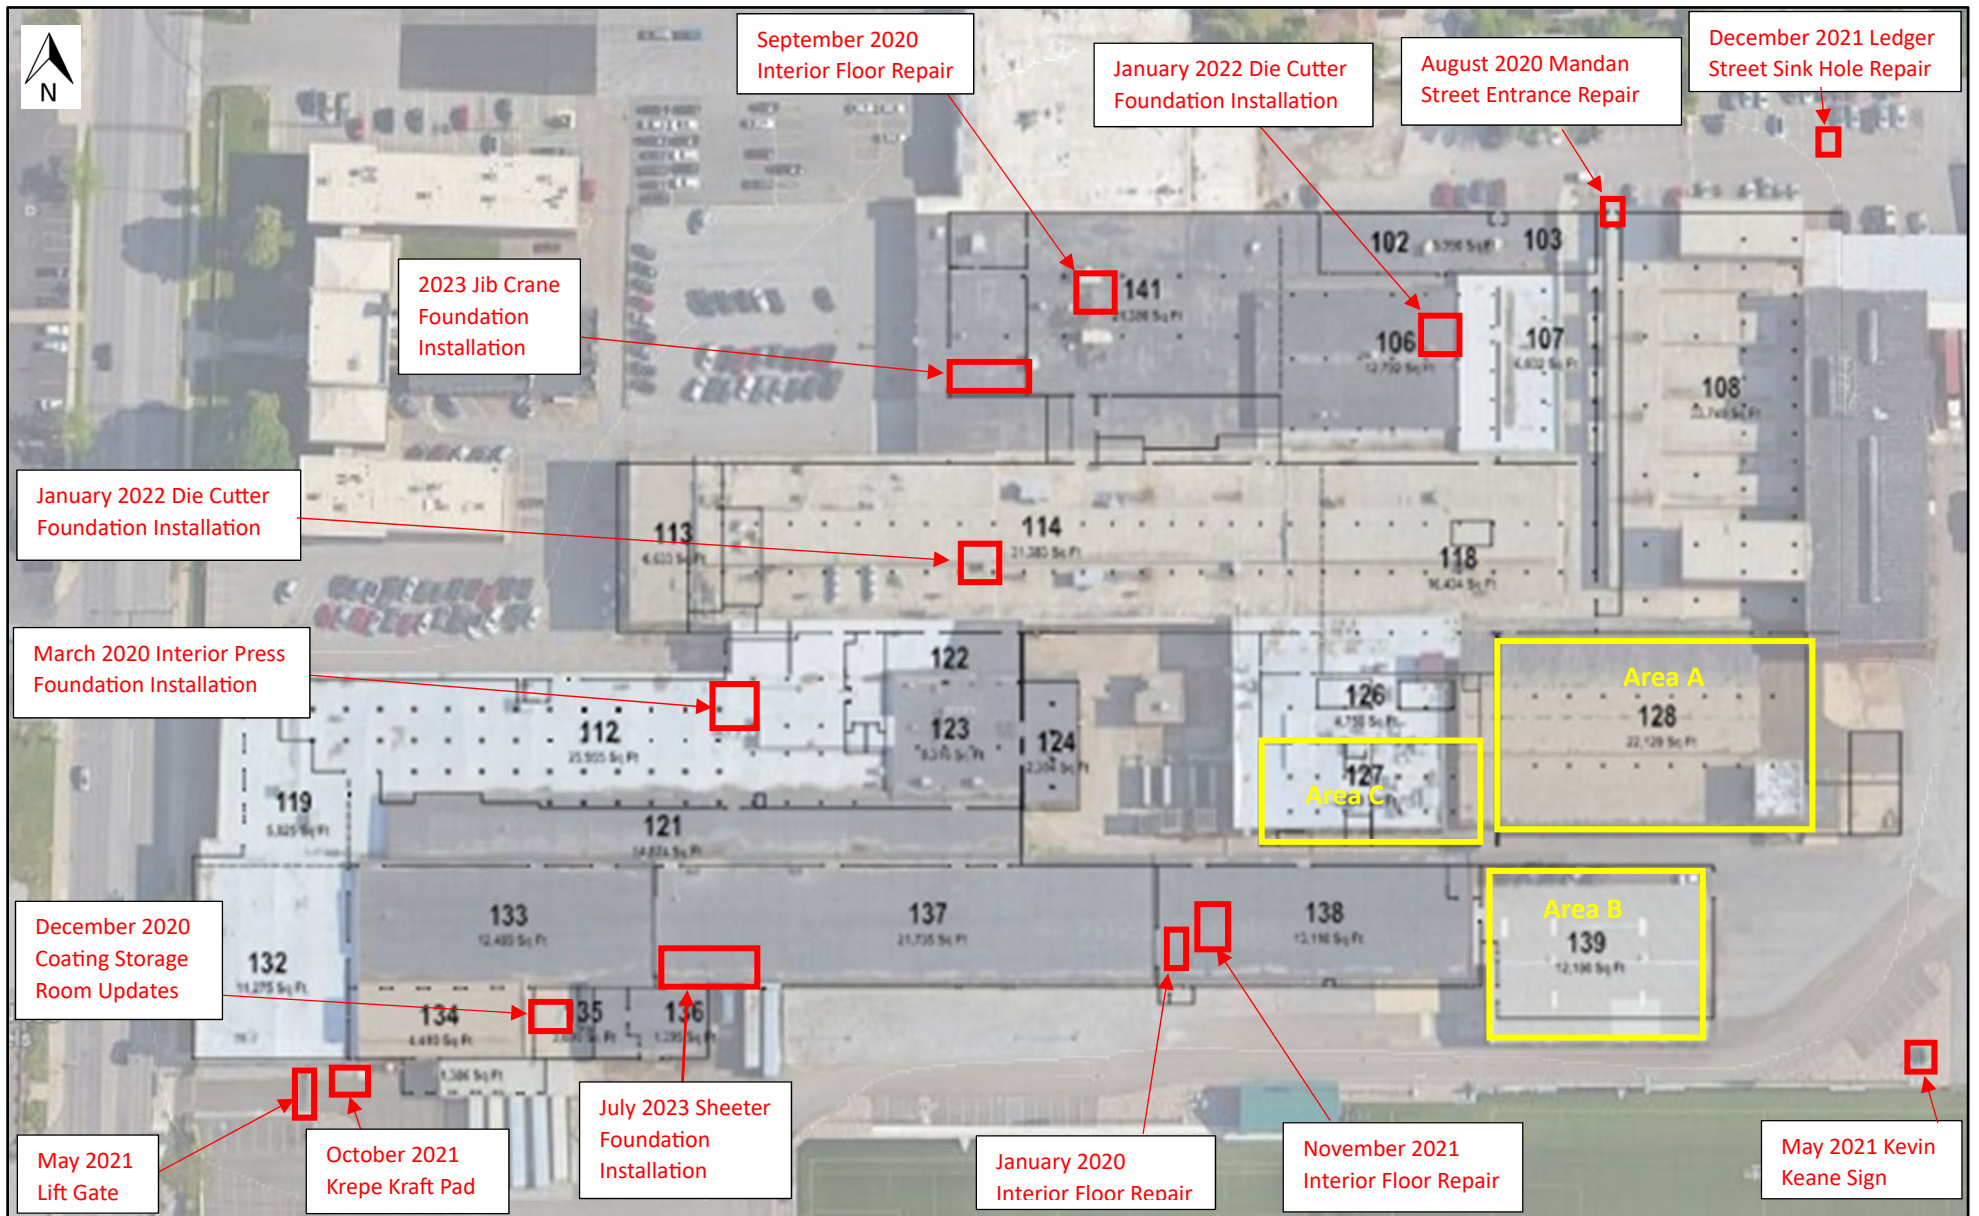 N
September 2020
Interior Floor Repair
January 2022 Die Cutter
Foundation Installation
August 2020 Mandan
Street Entrance Repair
December 2021 Ledger
Street Sink Hole Repair
2023 Jib Crane
Foundation
Installation
102
103
141
106
107
108
January 2022 Die Cutter
Foundation Installation
113
114
118
March 2020 Interior Press
Foundation Installation
122
112
123
124
126
127
Area C
Area A
128
22,129 Sq Ft
119
121
December 2020
Coating Storage
Room Updates
133
137
138
Area B
139
132
134
135
136
May 2021
Lift Gate
October 2021
Krepe Kraft Pad
July 2023 Sheeter
Foundation
Installation
January 2020
Interior Floor Repair
November 2021
Interior Floor Repair
May 2021 Kevin
Keane Sign